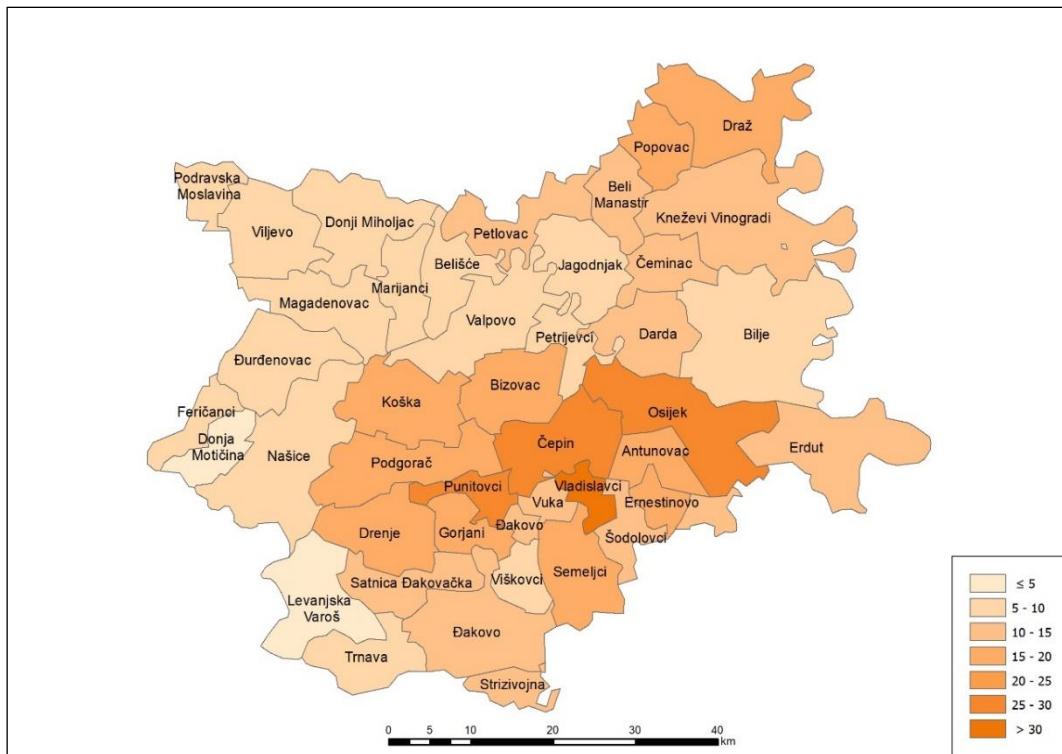 Draž
Popovac
Podravska
Moslavina
Beli
Manastir
Kneževi Vinogradi
Donji Miholjac
Viljevo
Petlovac
Belišće
Jagodnjak
Čeminac
Marijanci
Magadenovac
Valpovo
Petrijevci
Darda
Bilje
Đurđenovac
Bizovac
Koška
Feričanci
Osijek
Donja
Motičina
Našice
Čepin
Antunovac
Erdut
Podgorač
Punitovci
Vladislavci
Vuka
Ernestinovo
Drenje
Gorjani
Đakovo
Šodolovci
Satnica Đakovačka
Viškovci
Semeljci
Levanjska
Varoš
Đakovo
Trnava
Strizivojna
≤ 5
5 - 10
10 - 15
15 - 20
20 - 25
25 - 30
> 30
0 5 10 20 30 40
km